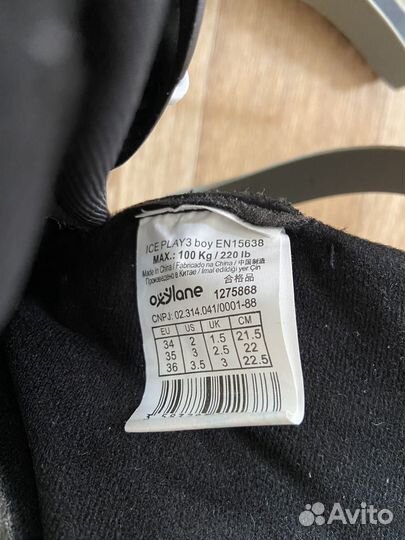 ICE PLAY3 boy EN15638
MAX.: 100 Kg / 220 lb
Made in China / Fabricado na China / 中国制造
Произведено в Китае / Imal edildiği yer Çin
合格品
oxylane 1275868
CNPJ: 02.314.041/0001-88
EU US UK CM
34 2 1.5 21.5
35 3 2.5 22
36 3.5 3 22.5
Avito